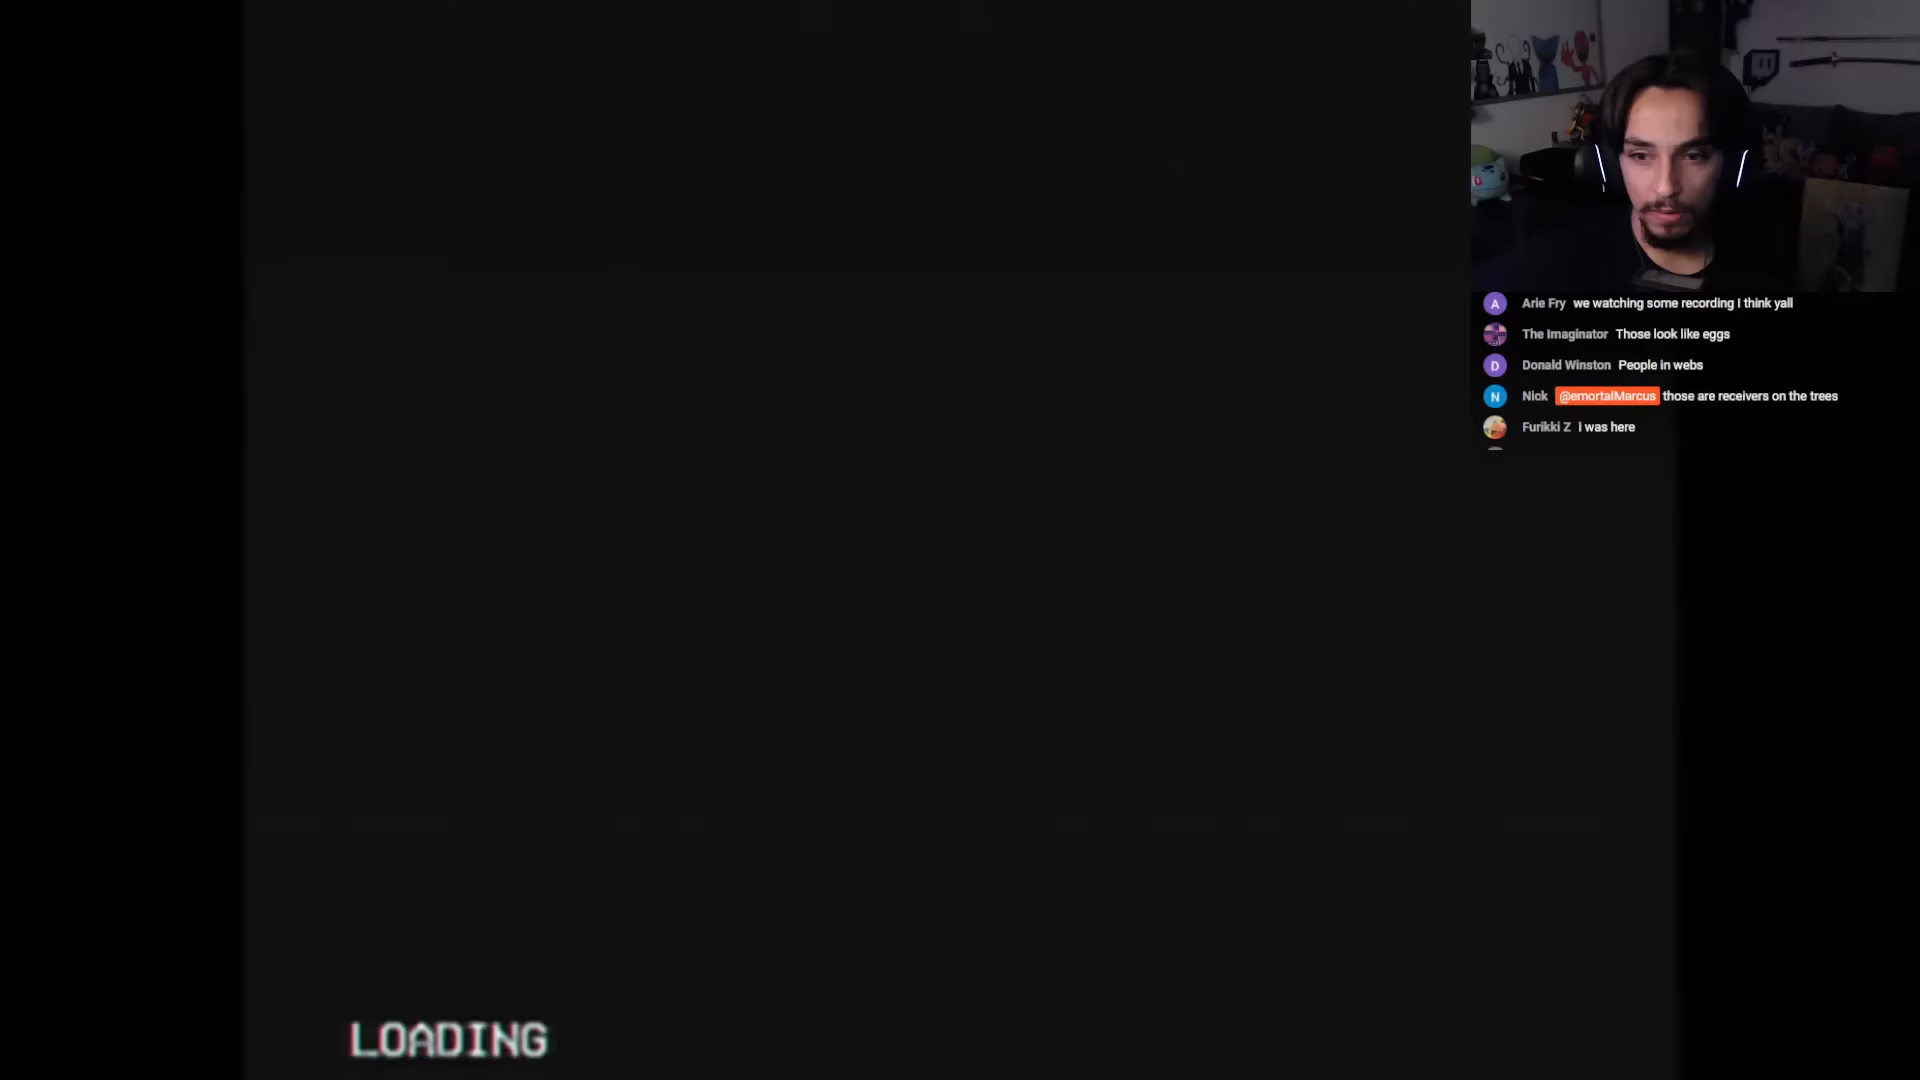 Arie Fry we watching some recording I think yall
The Imaginator Those look like eggs
Donald Winston People in webs
Nick @emortalMarcus those are receivers on the trees
Furikki Z i was here
A
D
N
LOADING